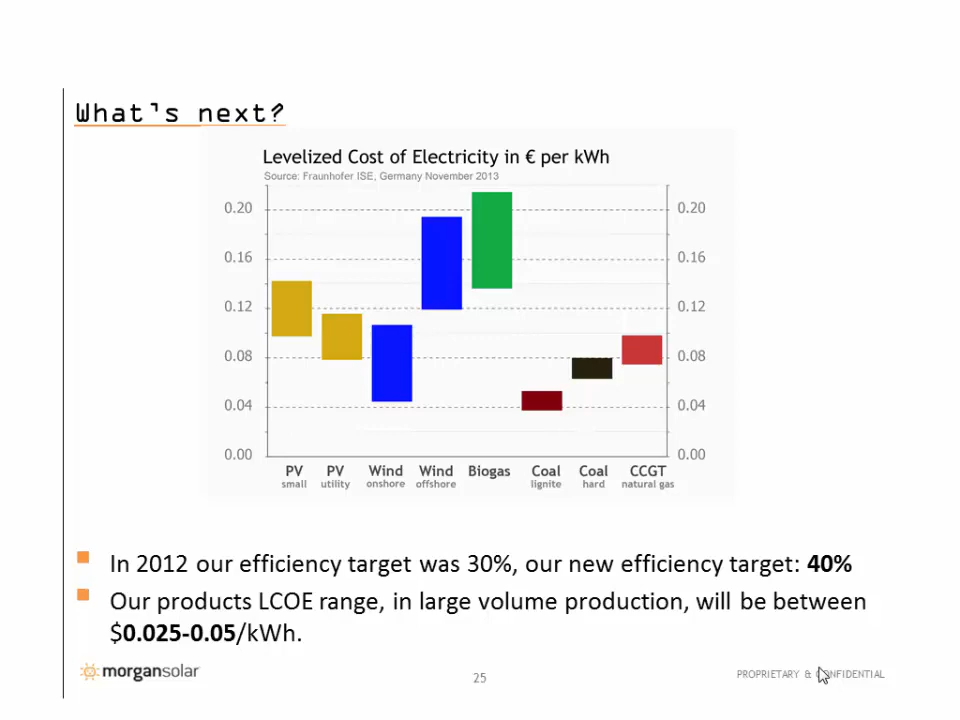 What's next?
Levelized Cost of Electricity in € per kWh
Source: Fraunhofer ISE, Germany November 2013
0.20 0.20
0.16 0.16
0.12 0.12
0.08 0.08
0.04 0.04
0.00 0.00
PV PV Wind Wind Biogas Coal Coal CCGT
small utility onshore offshore lignite hard natural gas
In 2012 our efficiency target was 30%, our new efficiency target: 40%
Our products LCOE range, in large volume production, will be between
$0.025-0.05/kWh.
morgansolar 25 PROPRIETARY & CONFIDENTIAL